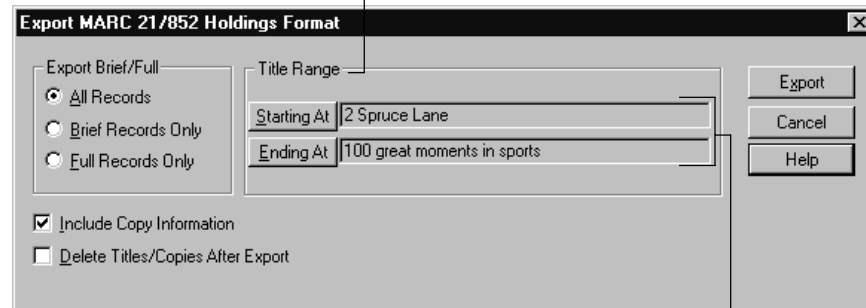 Export MARC 21/852 Holdings Format
Export Brief/Full
All Records
Brief Records Only
Full Records Only
Title Range
Starting At 2 Spruce Lane
Ending At 100 great moments in sports
Export
Cancel
Help
Include Copy Information
Delete Titles/Copies After Export